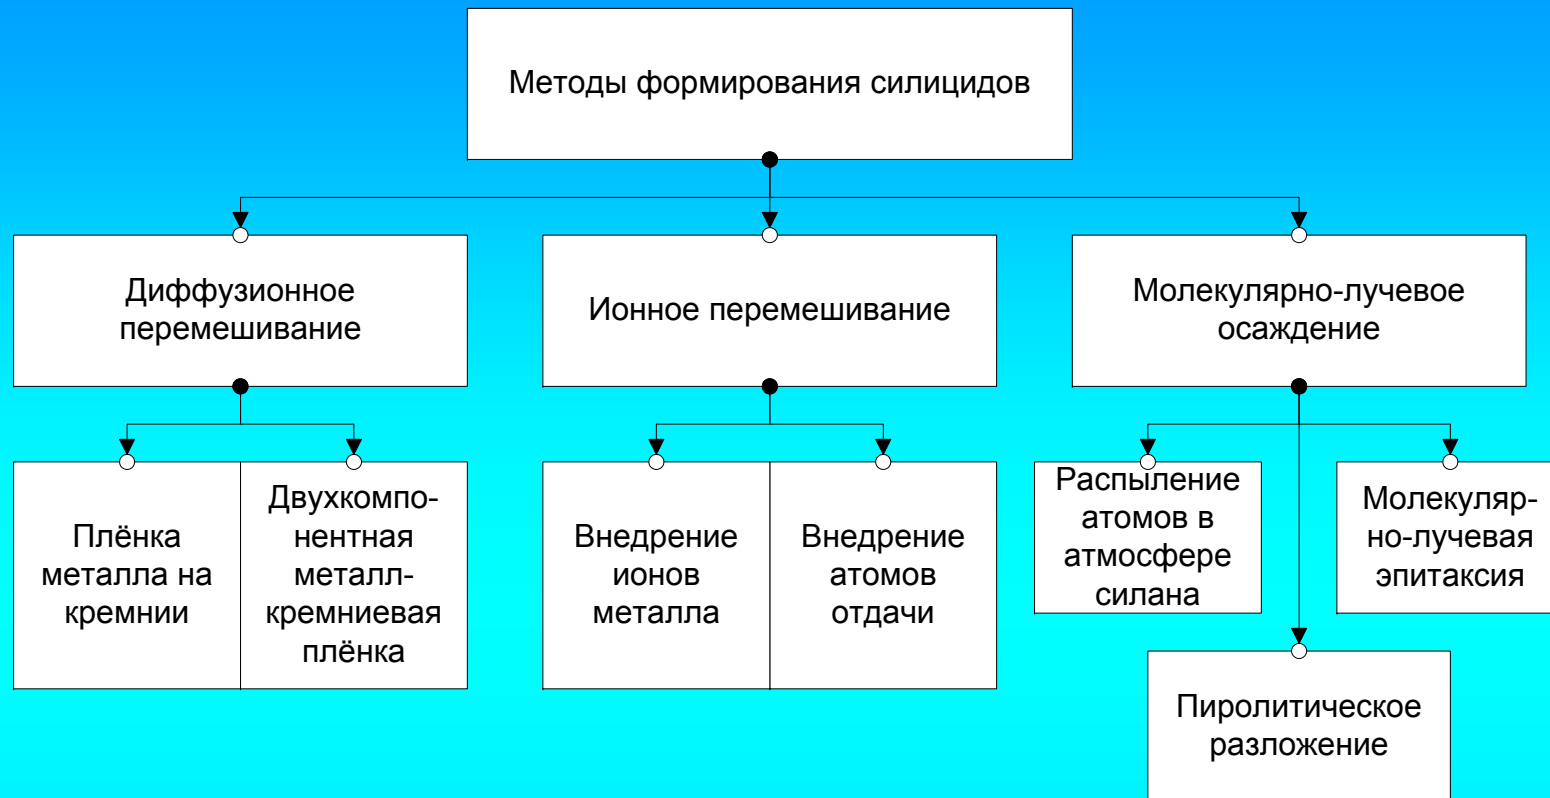 Методы формирования силицидов
Диффузионное
перемешивание
Ионное перемешивание
Молекулярно-лучевое
осаждение
Плёнка
металла на
кремнии
Двухкомпо-
нентная
металл-
кремниевая
плёнка
Внедрение
ионов
металла
Внедрение
атомов
отдачи
Распыление
атомов в
атмосфере
силана
Молекуляр-
но-лучевая
эпитаксия
Пиролитическое
разложение